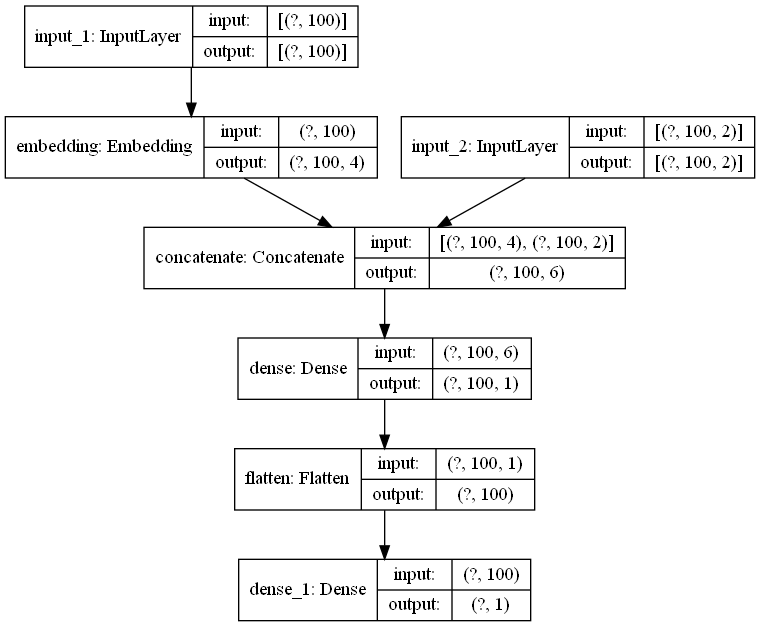 input_1: InputLayer
input: [(?, 100)]
output: [(?, 100)]
embedding: Embedding
input: (?, 100)
output: (?, 100, 4)
input_2: InputLayer
input: [(?, 100, 2)]
output: [(?, 100, 2)]
concatenate: Concatenate
input: [(?, 100, 4), (?, 100, 2)]
output: (?, 100, 6)
dense: Dense
input: (?, 100, 6)
output: (?, 100, 1)
flatten: Flatten
input: (?, 100, 1)
output: (?, 100)
dense_1: Dense
input: (?, 100)
output: (?, 1)